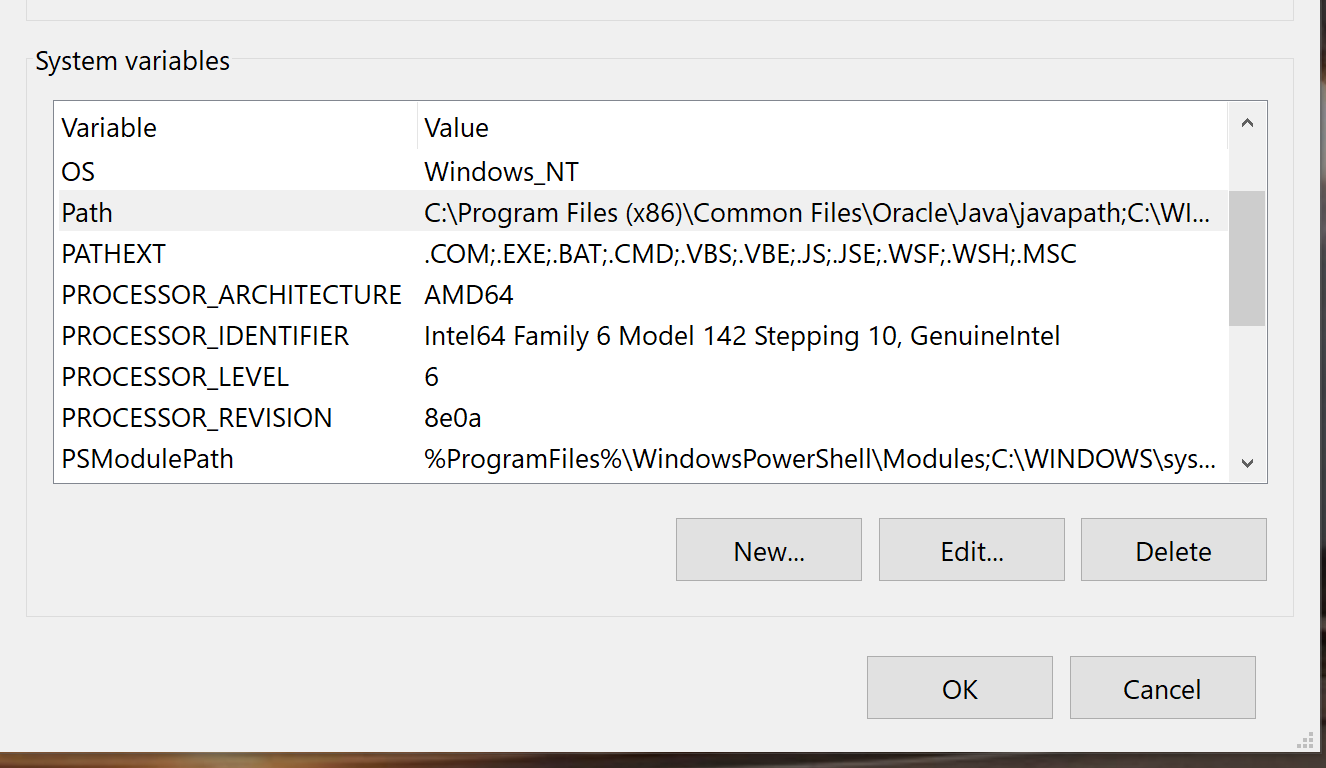 System variables
Variable Value
OS Windows_NT
Path C:\Program Files (x86)\Common Files\Oracle\Java\javapath;C:\WI...
PATHEXT .COM;.EXE;.BAT;.CMD;.VBS;.VBE;.JS;.JSE;.WSF;.WSH;.MSC
PROCESSOR_ARCHITECTURE AMD64
PROCESSOR_IDENTIFIER Intel64 Family 6 Model 142 Stepping 10, GenuineIntel
PROCESSOR_LEVEL 6
PROCESSOR_REVISION 8e0a
PSModulePath %ProgramFiles%\WindowsPowerShell\Modules;C:\WINDOWS\sys...
New... Edit... Delete
OK Cancel